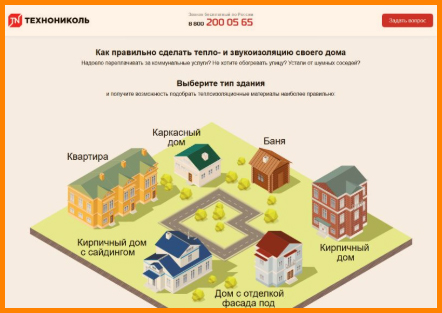 ТЕХНОНИКОЛЬ
Звонок бесплатный по России
8 800 200 05 65
Задать вопрос
Как правильно сделать тепло- и звукоизоляцию своего дома
Надоело переплачивать за коммунальные услуги? Не хотите обогревать улицу? Устали от шумных соседей?
Выберите тип здания
и получите возможность подобрать теплоизоляционные материалы наиболее правильно
Каркасный
дом
Баня
Квартира
Кирпичный дом
с сайдингом
Кирпичный
дом
Дом с отделкой
фасада под